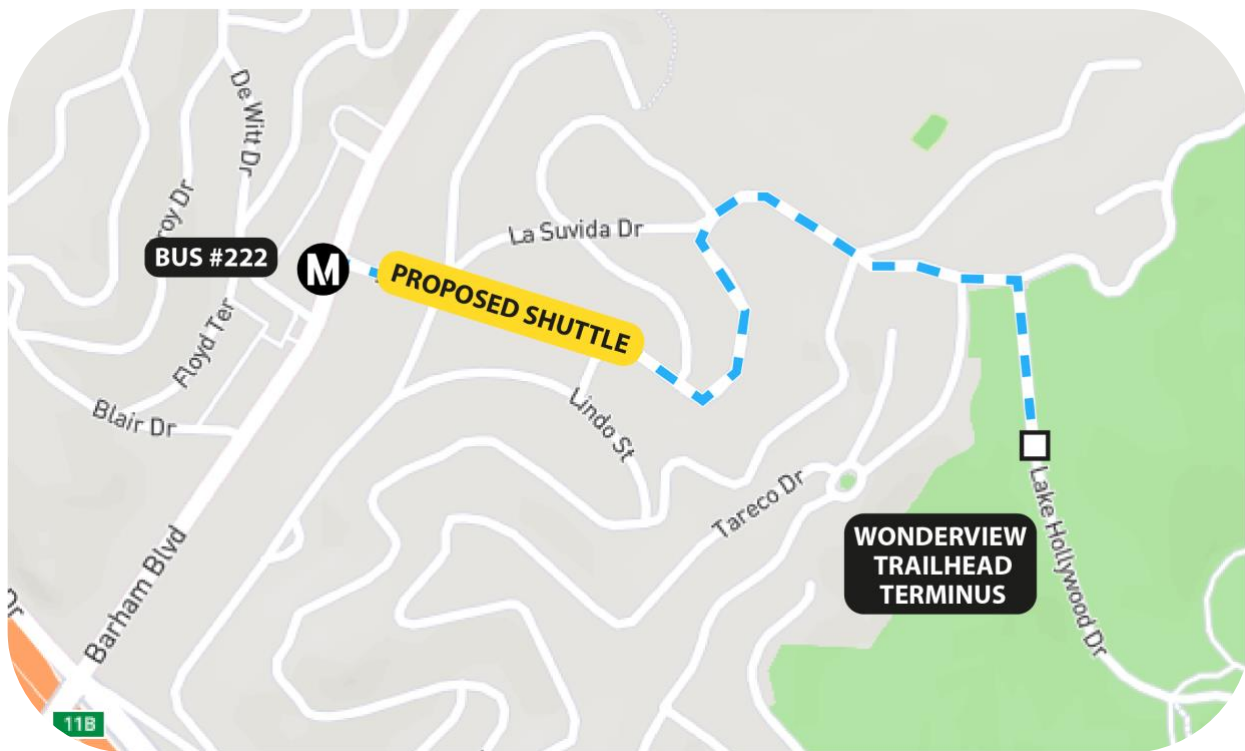 De Witt Dr
roy Dr
La Suvida Dr
BUS #222
M
PROPOSED SHUTTLE
Floyd Ter
Blair Dr
Lindo St
Tareco Dr
Lake Hollywood Dr
WONDERVIEW
TRAILHEAD
TERMINUS
Barham Blvd
Dr
11B